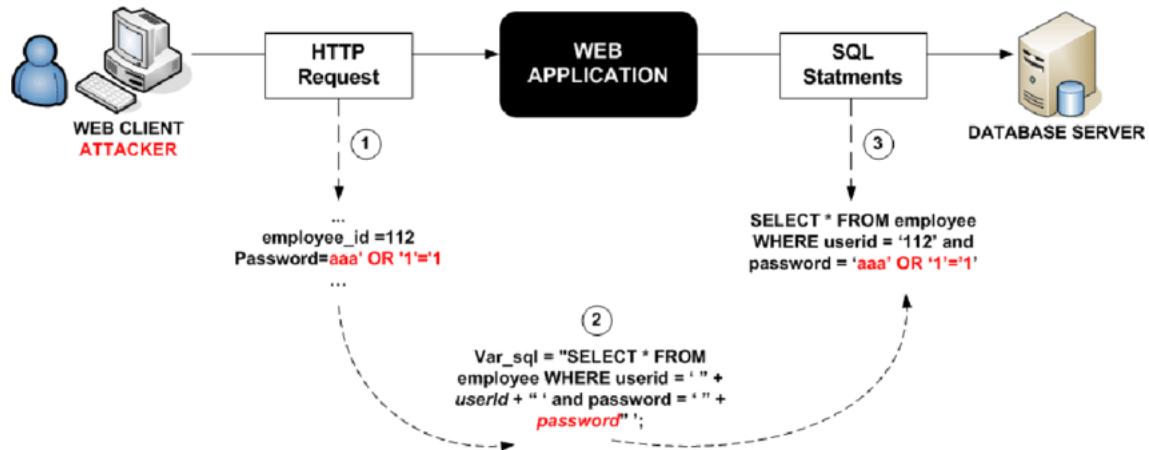 HTTP
Request
WEB
APPLICATION
SQL
Statments
WEB CLIENT
ATTACKER
DATABASE SERVER
1
3
...
employee_id =112
Password=aaa' OR '1'='1
...
SELECT * FROM employee
WHERE userid = ‘112’ and
password = ‘aaa’ OR ‘1’=’1’
2
Var_sql = "SELECT * FROM
employee WHERE userid = ‘ ” +
userId + “ ‘ and password = ‘ ” +
password” ’;